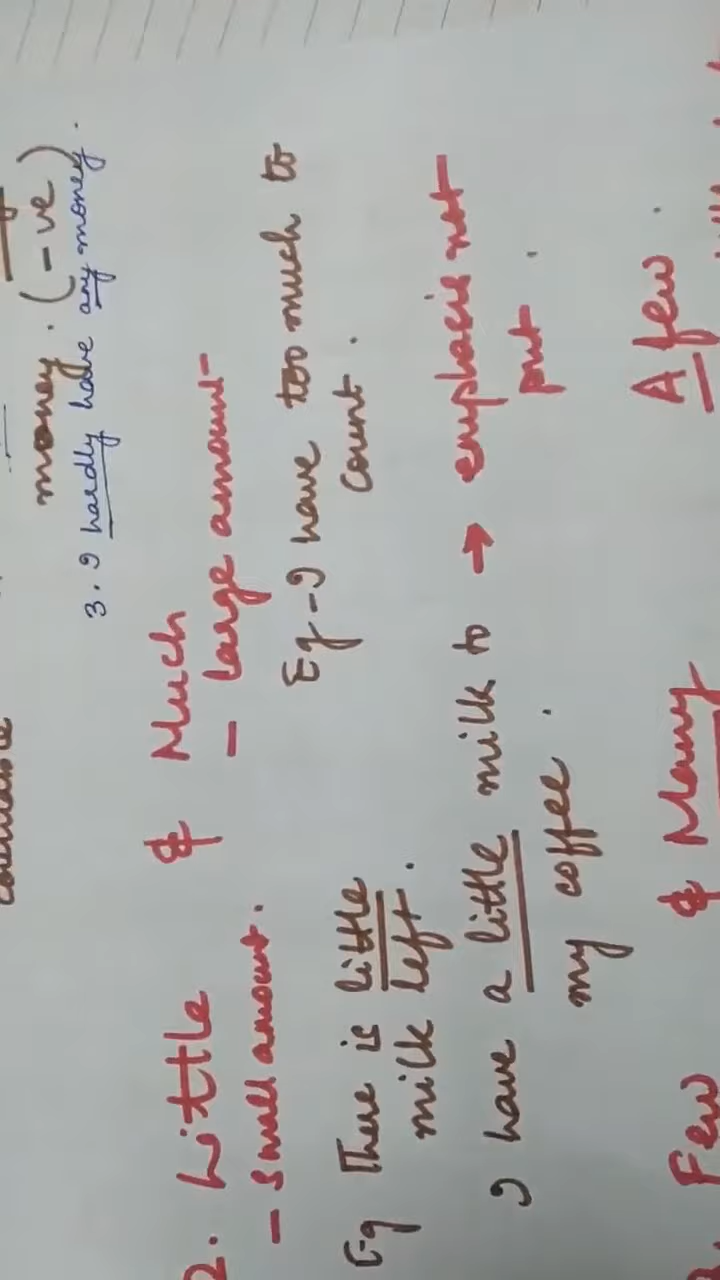 money. (-ve)
3. I hardly have any money.
2. Little & Much
- small amount. - large amount-
Eg There is little
milk left.
Eg - I have too much to
count.
I have a little milk to → emphasis not
my coffee. put.
Few & Many A few